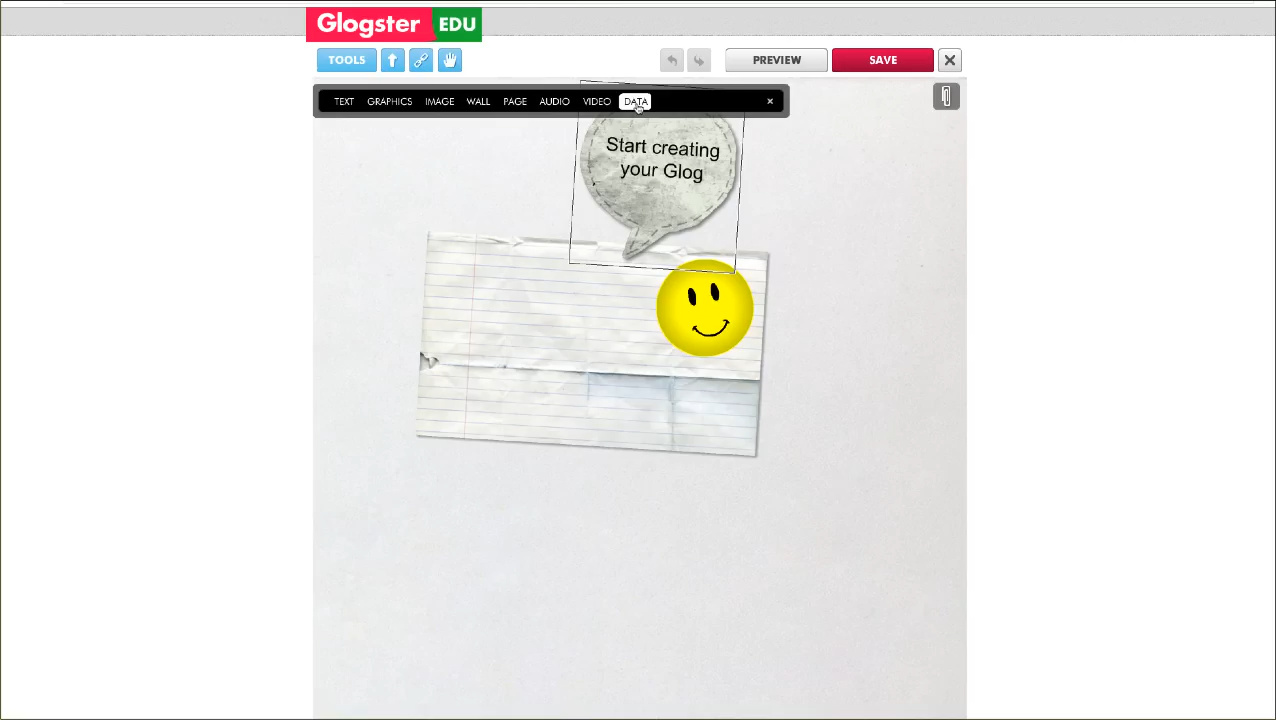 Glogster EDU
TOOLS
PREVIEW
SAVE
TEXT GRAPHICS IMAGE WALL PAGE AUDIO VIDEO DATA
Start creating
your Glog